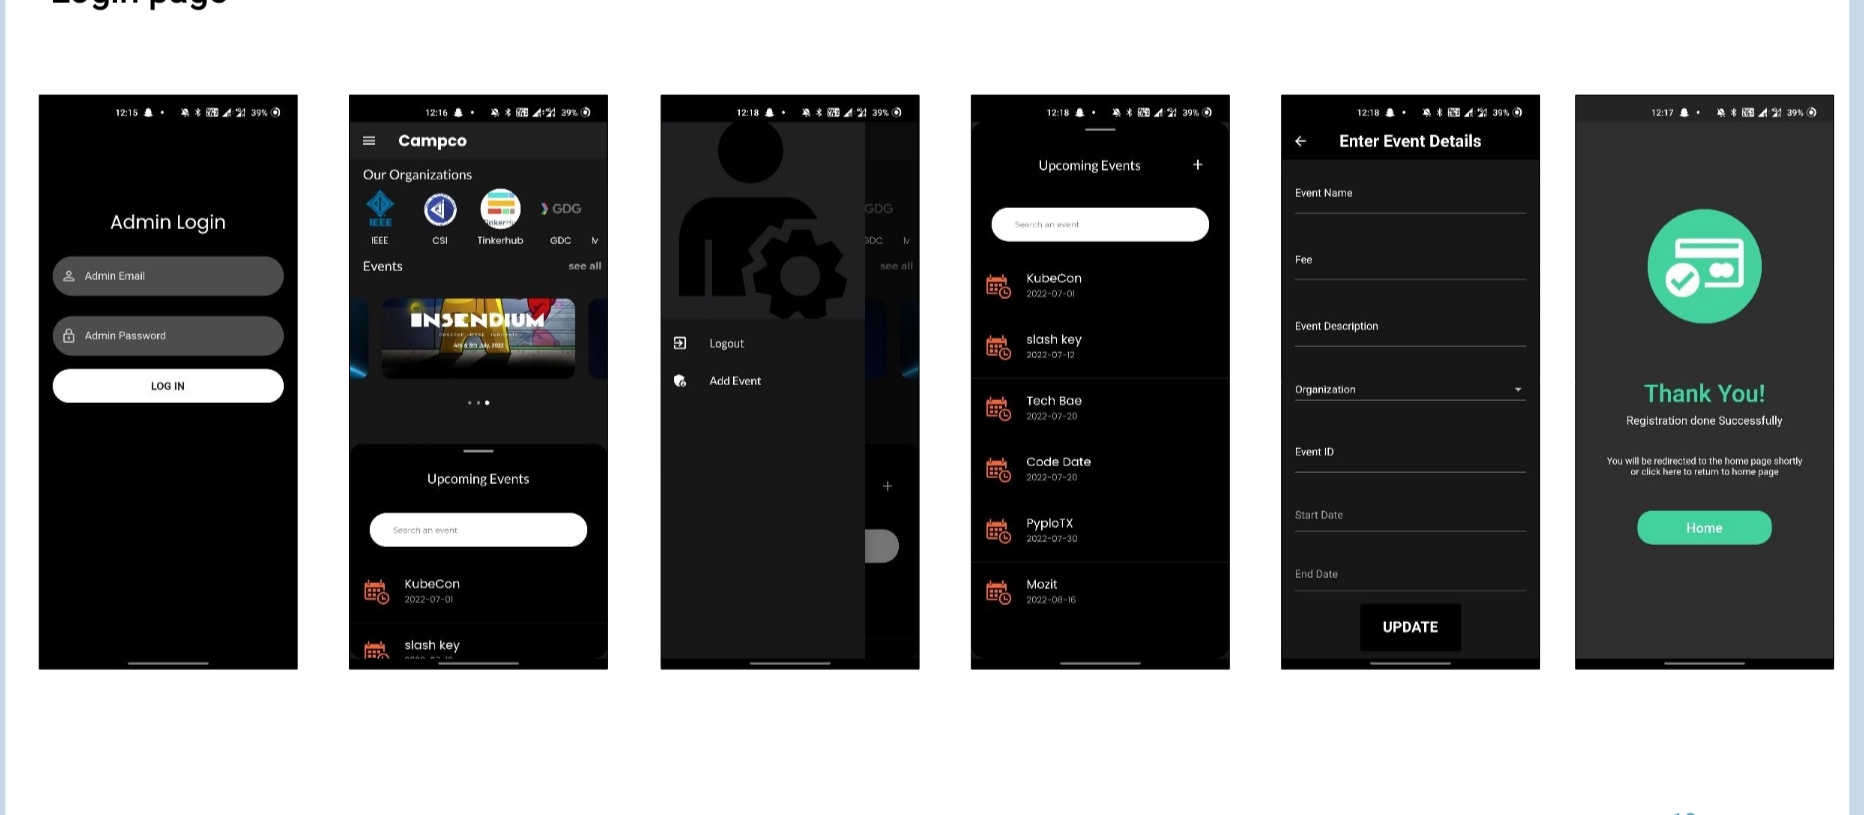 Login page
12:15
39%
Admin Login
Admin Email
Admin Password
LOG IN
12:16
39%
Campco
Our Organizations
IEEE
GDG
IEEE
CSI
Tinkerhub
GDC
M
Events
see all
INSENDIUM
Upcoming Events
Search an event
KubeCon
2022-07-01
slash key
12:18
39%
GDG
GDC
see all
Logout
Add Event
+
12:18
39%
Upcoming Events +
Search an event
KubeCon
2022-07-01
slash key
2022-07-12
Tech Bae
2022-07-20
Code Date
2022-07-20
PyploTX
2022-07-30
Mozit
2022-08-16
12:18
39%
Enter Event Details
Event Name
Fee
Event Description
Organization
Event ID
Start Date
End Date
UPDATE
12:17
39%
Thank You!
Registration done Successfully
You will be redirected to the home page shortly
or click here to return to home page
Home